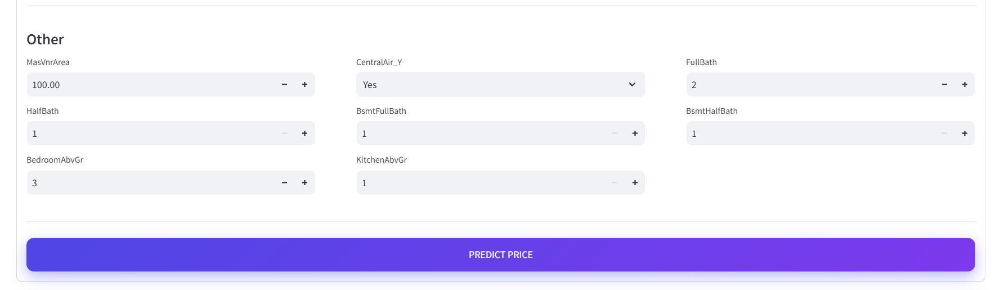 Other
MasVnrArea
CentralAir_Y
FullBath
100.00
Yes
2
HalfBath
BsmtFullBath
BsmtHalfBath
1
1
1
BedroomAbvGr
KitchenAbvGr
3
1
PREDICT PRICE